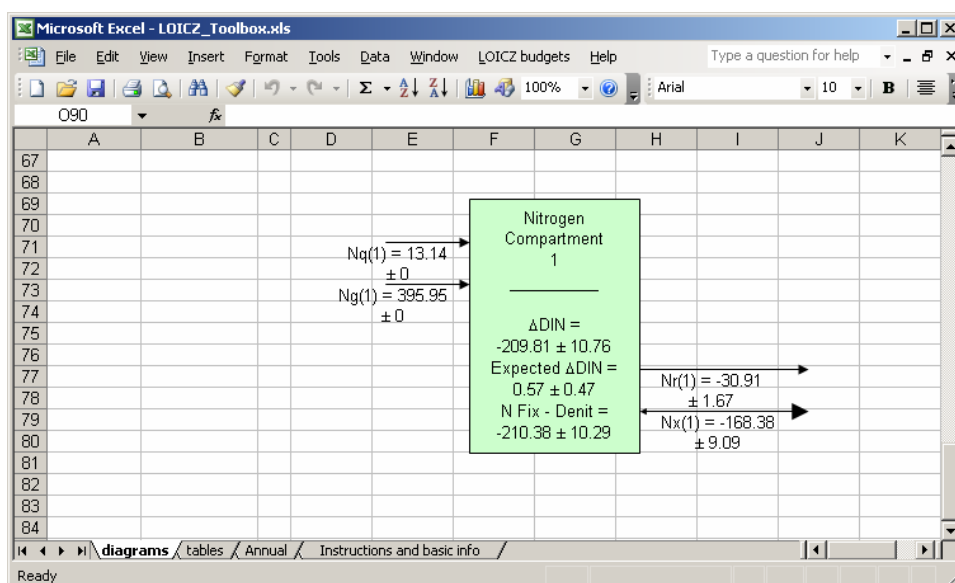 Microsoft Excel - LOICZ_Toolbox.xls
File Edit View Insert Format Tools Data Window LOICZ budgets Help Type a question for help
100% Arial 10 B
O90 fx
A B C D E F G H I J K
67
68
69
70 Nitrogen
71 Compartment
Nq(1) = 13.14
72 1
± 0
73
Ng(1) = 395.95
74
± 0
75 ΔDIN =
76 -209.81 ± 10.76
77 Expected ΔDIN =
Nr(1) = -30.91
78 0.57 ± 0.47
± 1.67
79 N Fix - Denit =
Nx(1) = -168.38
80 -210.38 ± 10.29
± 9.09
81
82
83
84
diagrams / tables / Annual / Instructions and basic info /
Ready